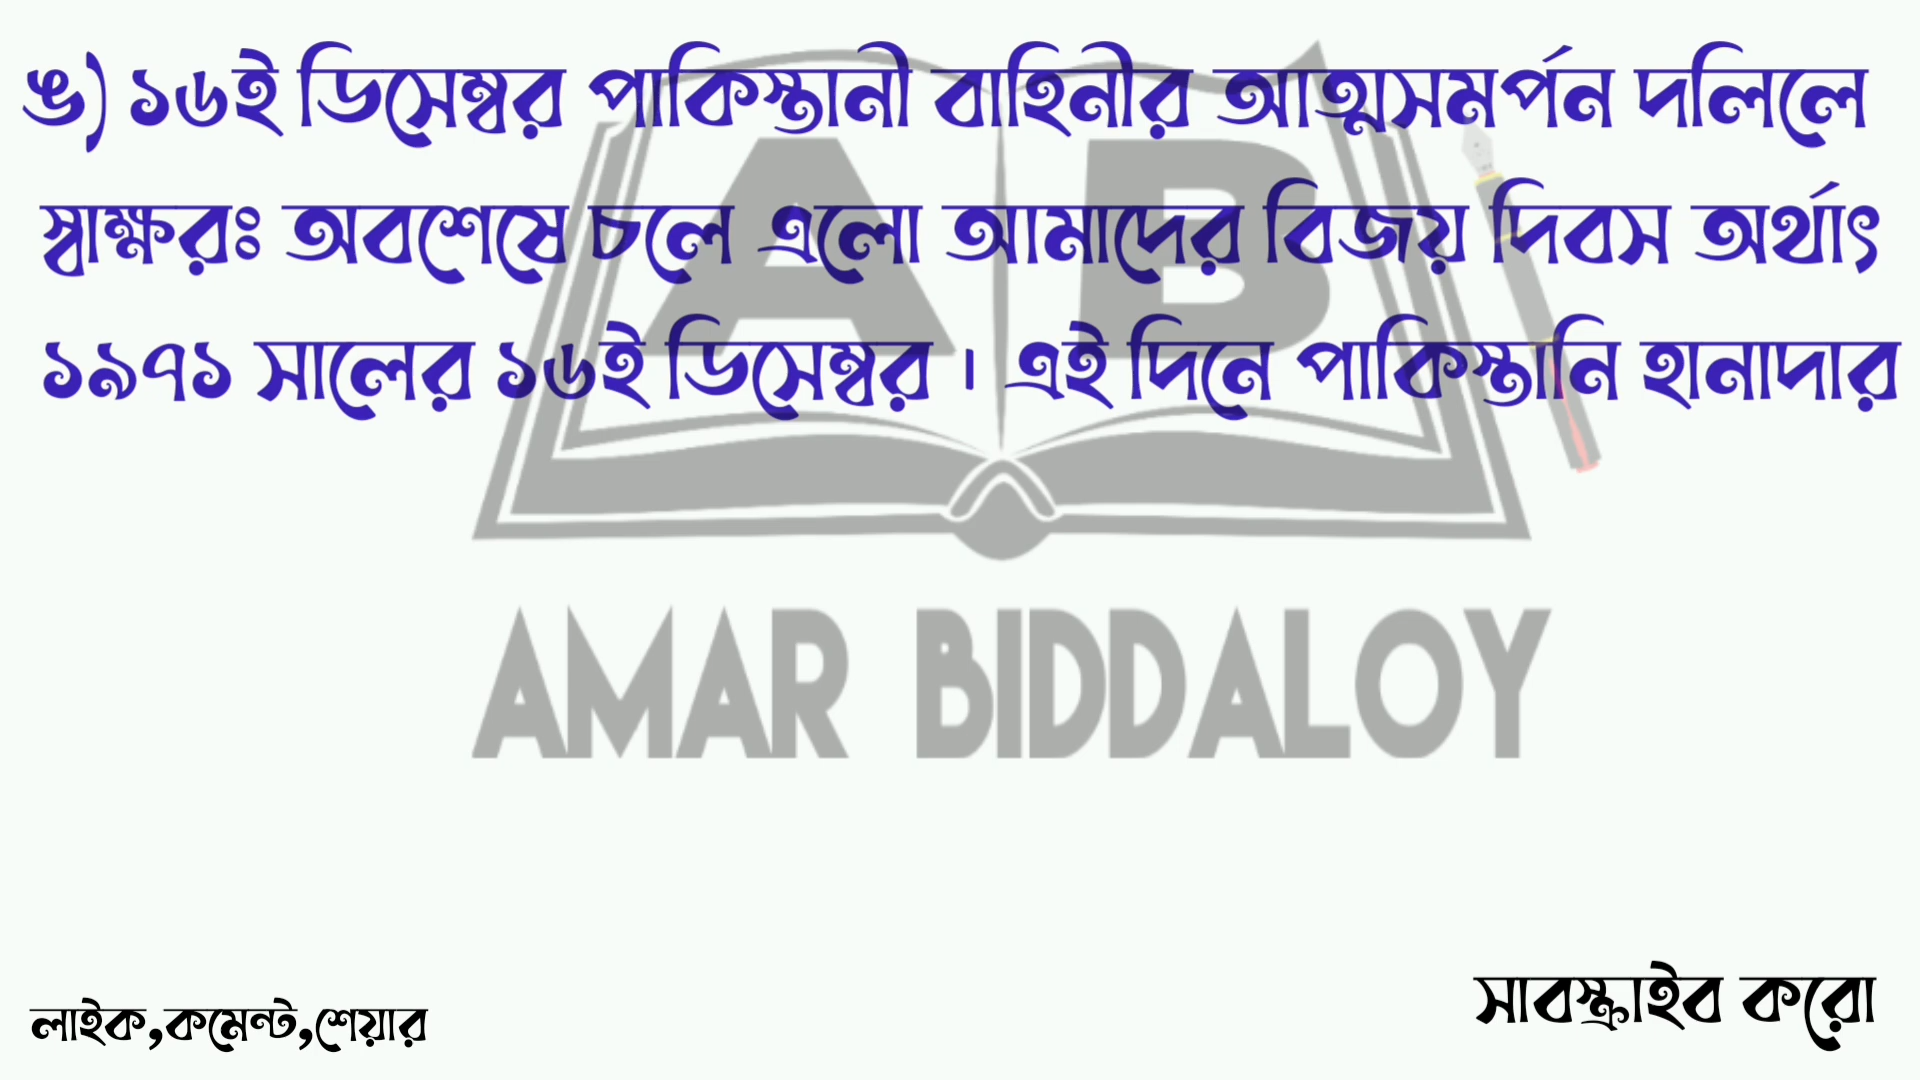 ঙ) ১৬ই ডিসেম্বর পাকিস্তানী বাহিনীর আত্মসমর্পন দলিলে
স্বাক্ষরঃ অবশেষে চলে এলো আমাদের বিজয় দিবস অর্থাৎ
১৯৭১ সালের ১৬ই ডিসেম্বর । এই দিনে পাকিস্তানি হানাদার
AB
AMAR BIDDALOY
লাইক,কমেন্ট,শেয়ার
সাবস্ক্রাইব করো